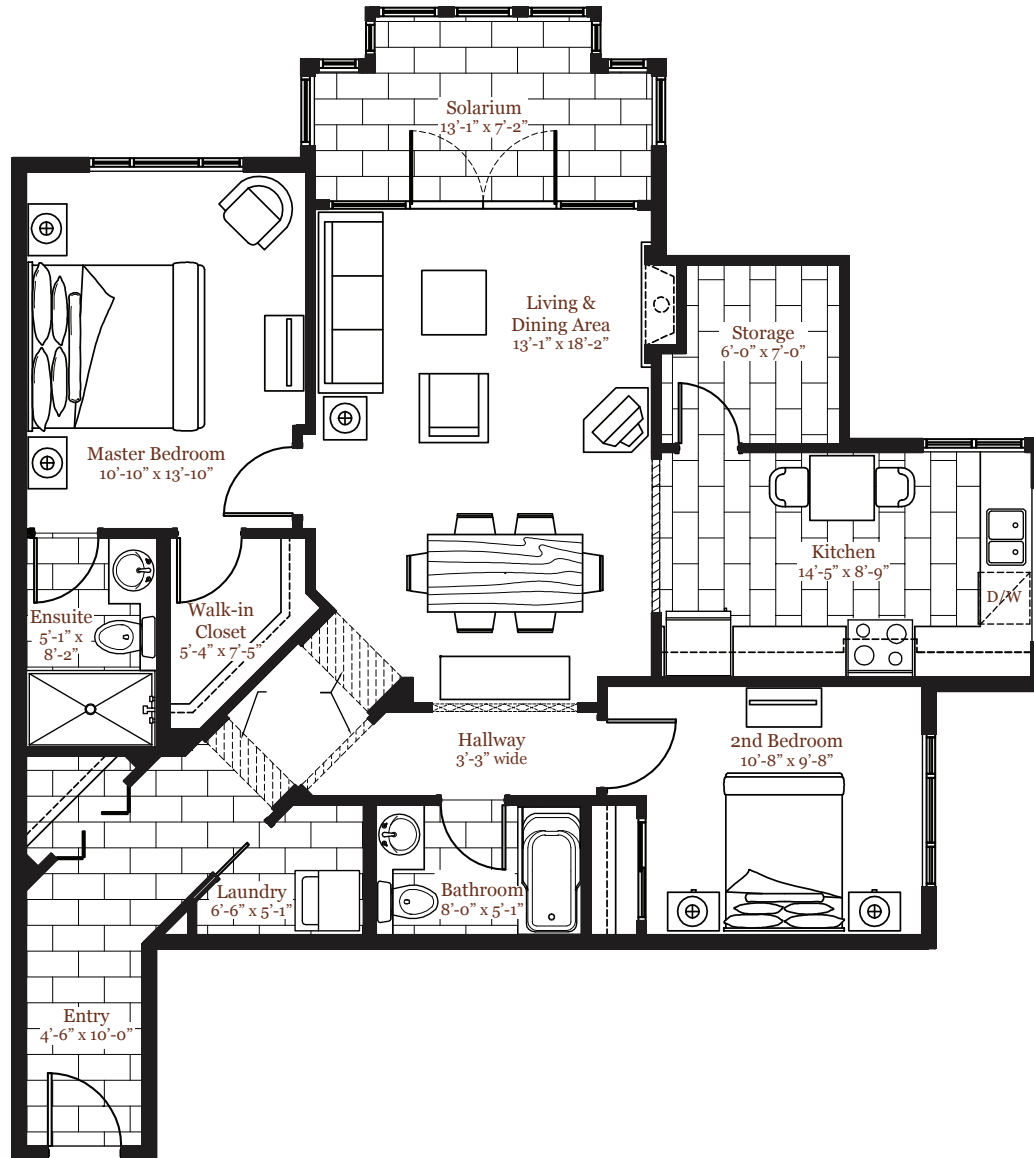 Solarium
13’-1” x 7’-2”
Living &
Dining Area
13’-1” x 18’-2”
Storage
6’-0” x 7’-0”
Master Bedroom
10’-10” x 13’-10”
Kitchen
14’-5” x 8’-9”
D/W
Ensuite
5’-1” x
8’-2”
Walk-in
Closet
5’-4” x 7’-5”
Hallway
3’-3” wide
2nd Bedroom
10’-8” x 9’-8”
Laundry
6’-6” x 5’-1”
Bathroom
8’-0” x 5’-1”
Entry
4’-6” x 10’-0”